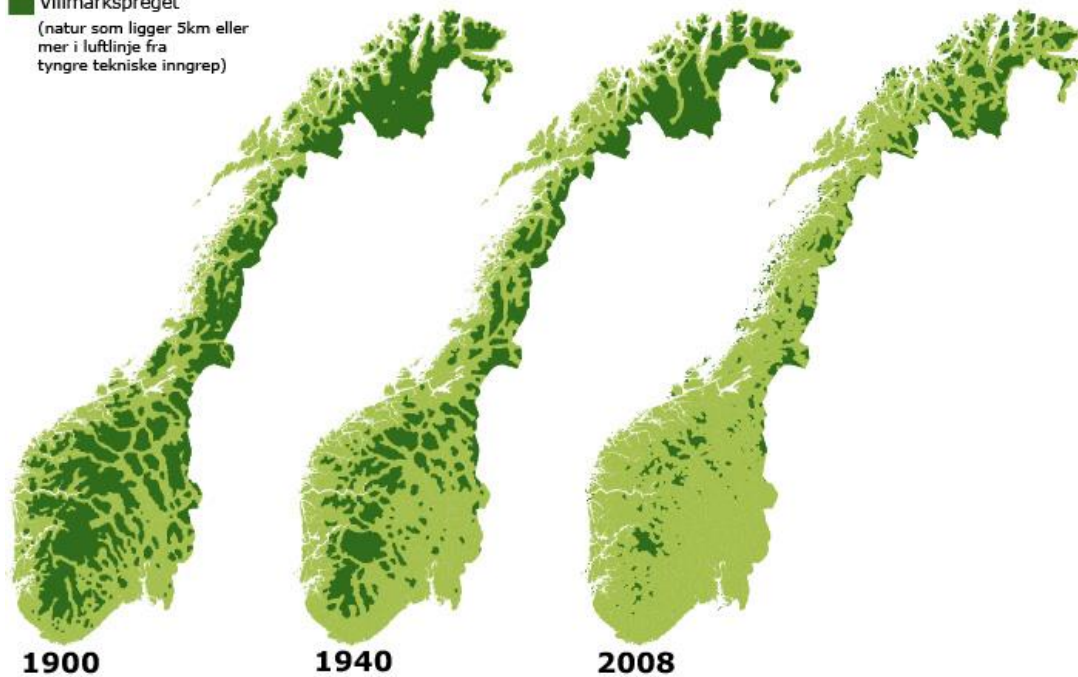 Villmarkspreget
(natur som ligger 5km eller
mer i luftlinje fra
tyngre tekniske inngrep)
1900
1940
2008